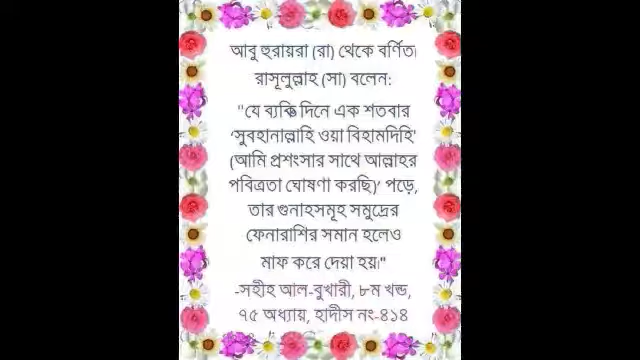 আবু হুরায়রা (রা) থেকে বর্ণিত।
রাসূলুল্লাহ (সা) বলেন:
"যে ব্যক্তি দিনে এক শতবার
‘সুবহানাল্লাহি ওয়া বিহামদিহি'
(আমি প্রশংসার সাথে আল্লাহর
পবিত্রতা ঘোষণা করছি)’ পড়ে,
তার গুনাহসমূহ সমুদ্রের
ফেনারাশির সমান হলেও
মাফ করে দেয়া হয়।"
-সহীহ আল-বুখারী, ৮ম খন্ড,
৭৫ অধ্যায়, হাদীস নং-৪১৪